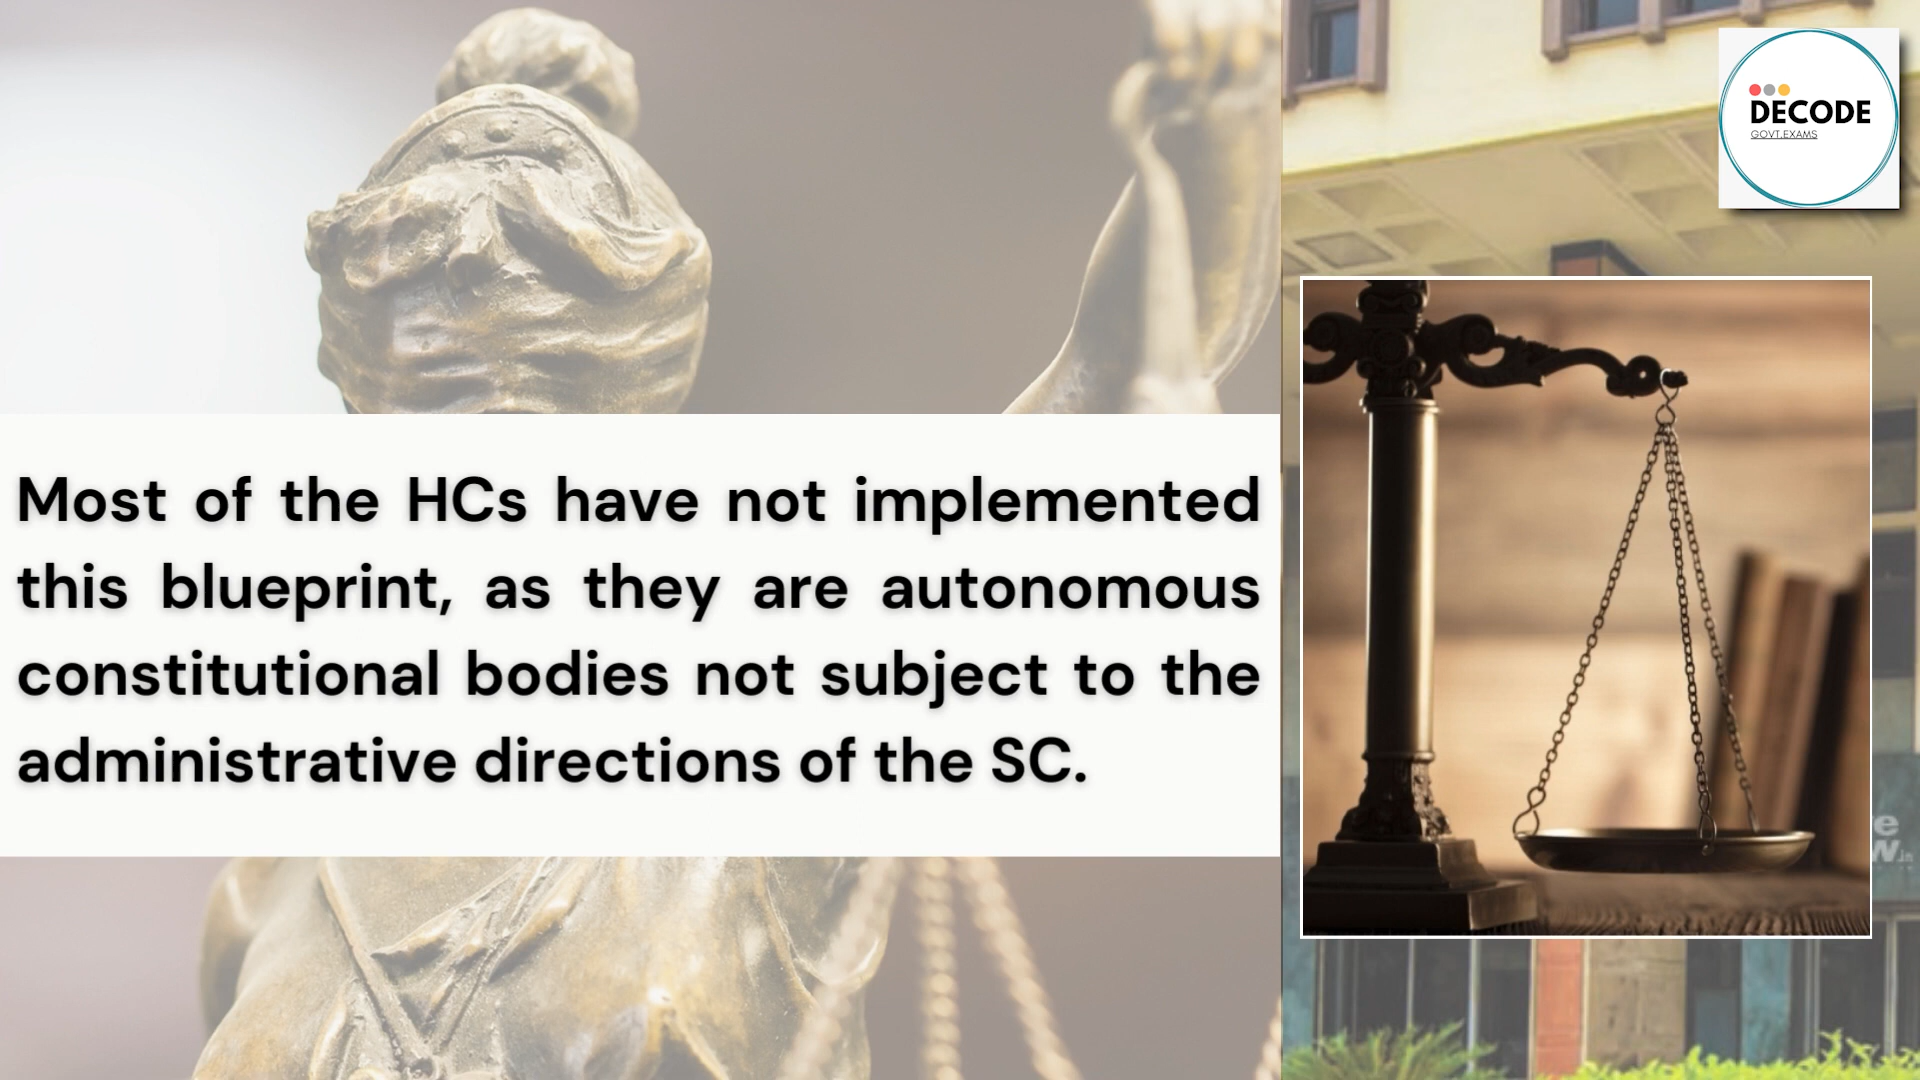 DECODE
GOVT.EXAMS
Most of the HCs have not implemented
this blueprint, as they are autonomous
constitutional bodies not subject to the
administrative directions of the SC.